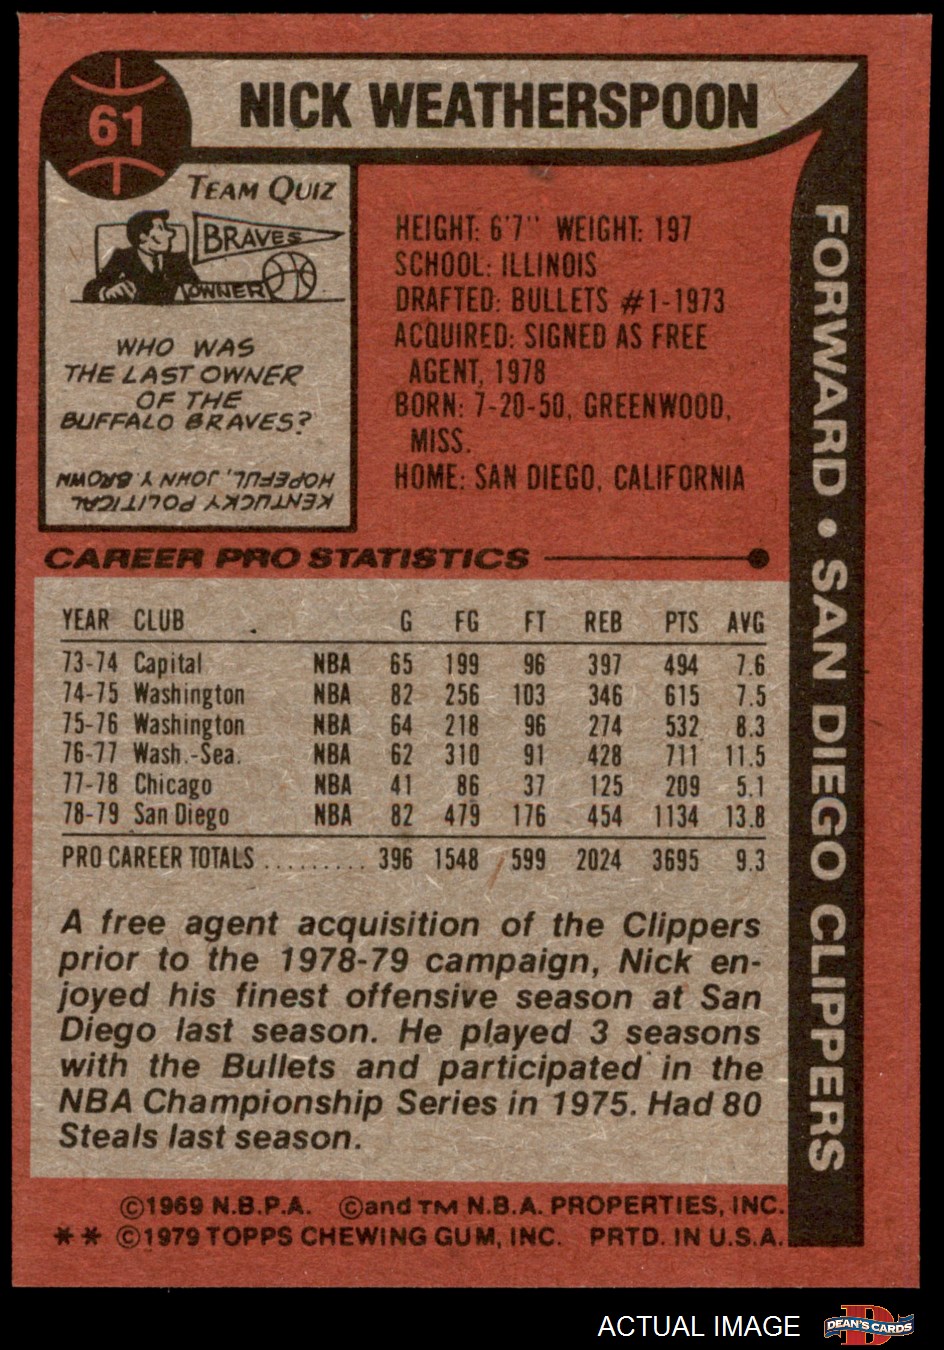 61
NICK WEATHERSPOON
TEAM QUIZ
BRAVES
OWNER
WHO WAS
THE LAST OWNER
OF THE
BUFFALO BRAVES?
KENTUCKY POLITICAL
HOPEFUL, JOHN Y. BROWN
HEIGHT: 6'7" WEIGHT: 197
SCHOOL: ILLINOIS
DRAFTED: BULLETS #1-1973
ACQUIRED: SIGNED AS FREE
AGENT, 1978
BORN: 7-20-50, GREENWOOD,
MISS.
HOME: SAN DIEGO, CALIFORNIA
FORWARD • SAN DIEGO CLIPPERS
CAREER PRO STATISTICS
YEAR CLUB G FG FT REB PTS AVG
73-74 Capital NBA 65 199 96 397 494 7.6
74-75 Washington NBA 82 256 103 346 615 7.5
75-76 Washington NBA 64 218 96 274 532 8.3
76-77 Wash.-Sea. NBA 62 310 91 428 711 11.5
77-78 Chicago NBA 41 86 37 125 209 5.1
78-79 San Diego NBA 82 479 176 454 1134 13.8
PRO CAREER TOTALS ......... 396 1548 599 2024 3695 9.3
A free agent acquisition of the Clippers
prior to the 1978-79 campaign, Nick en-
joyed his finest offensive season at San
Diego last season. He played 3 seasons
with the Bullets and participated in the
NBA Championship Series in 1975. Had 80
Steals last season.
©1969 N.B.P.A. ©and TM N.B.A. PROPERTIES, INC.
** ©1979 TOPPS CHEWING GUM, INC. PRTD. IN U.S.A.
ACTUAL IMAGE
D
DEAN'S CARDS